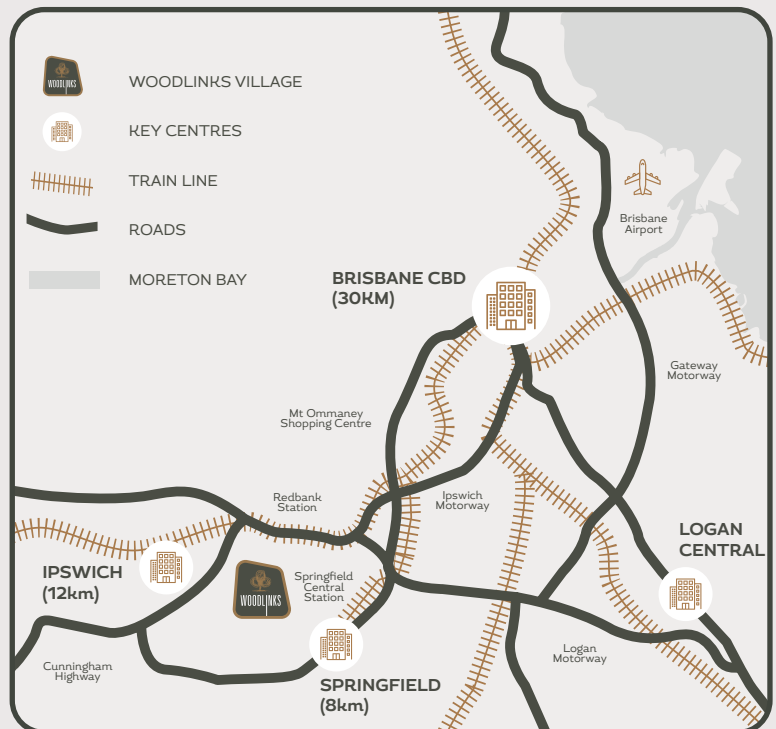 WOODLINKS
WOODLINKS VILLAGE
KEY CENTRES
TRAIN LINE
ROADS
MORETON BAY
Brisbane
Airport
BRISBANE CBD
(30KM)
Gateway
Motorway
Mt Ommaney
Shopping Centre
Redbank
Station
Ipswich
Motorway
LOGAN
CENTRAL
IPSWICH
(12km)
Springfield
Central
Station
WOODLINKS
Cunningham
Highway
Logan
Motorway
SPRINGFIELD
(8km)